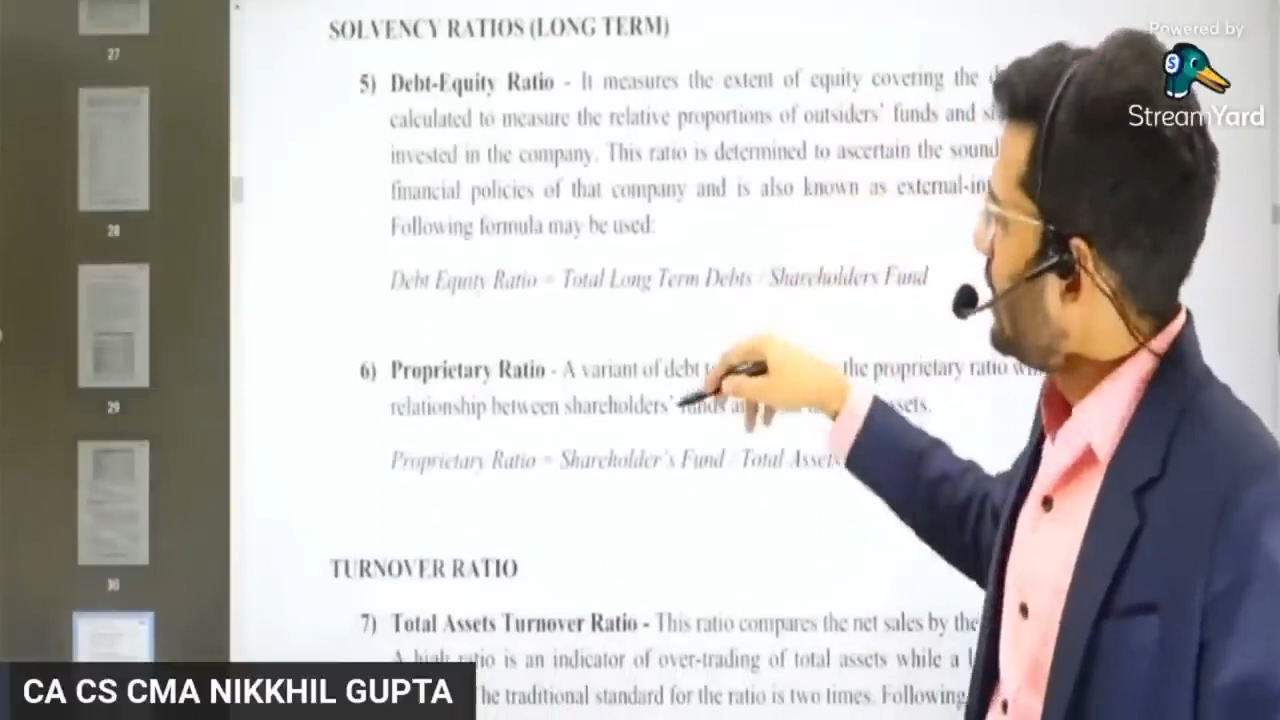 27
SOLVENCY RATIOS (LONG TERM)
Powered by
S
StreamYard
5) Debt-Equity Ratio - It measures the extent of equity covering the
calculated to measure the relative proportions of outsiders' funds and
invested in the company. This ratio is determined to ascertain the sound
financial policies of that company and is also known as
Following formula may be used:
Debt Equity Ratio = Total Long Term Debts / Shareholders Fund
28
6) Proprietary Ratio - A variant of debt the proprietary ratio
relationship between shareholders' funds
Proprietary Ratio = Shareholder's Fund / Total Assets
29
TURNOVER RATIO
30
7) Total Assets Turnover Ratio - This ratio compares the net sales by the
A high ratio is an indicator of over-trading of total assets while a
he traditional standard for the ratio is two times. Following
CA CS CMA NIKKHIL GUPTA